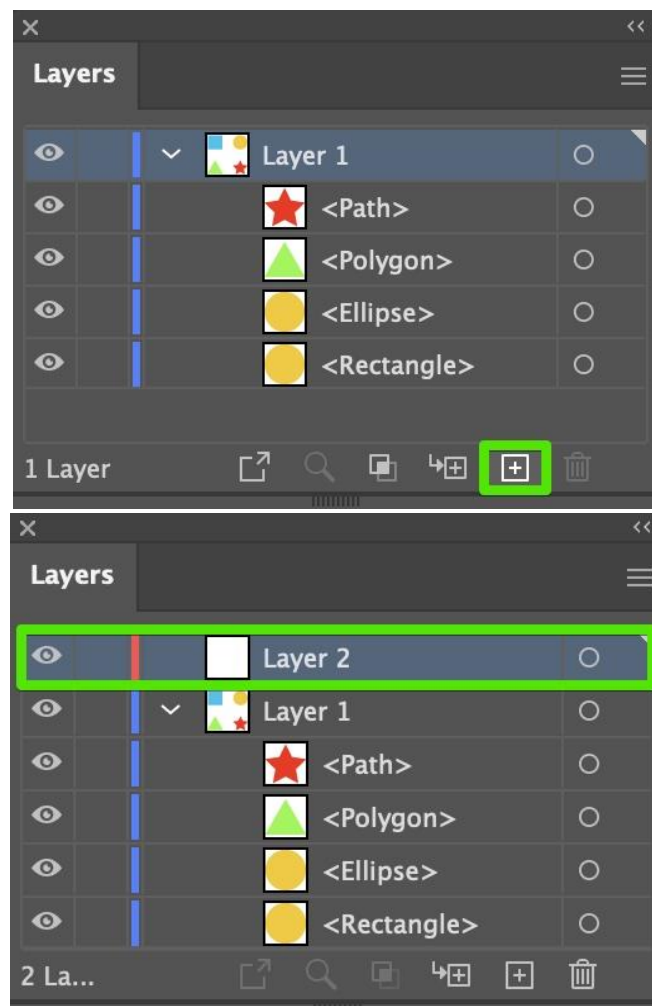 Layers
Layer 1
<Path>
<Polygon>
<Ellipse>
<Rectangle>
1 Layer
Layers
Layer 2
Layer 1
<Path>
<Polygon>
<Ellipse>
<Rectangle>
2 La...